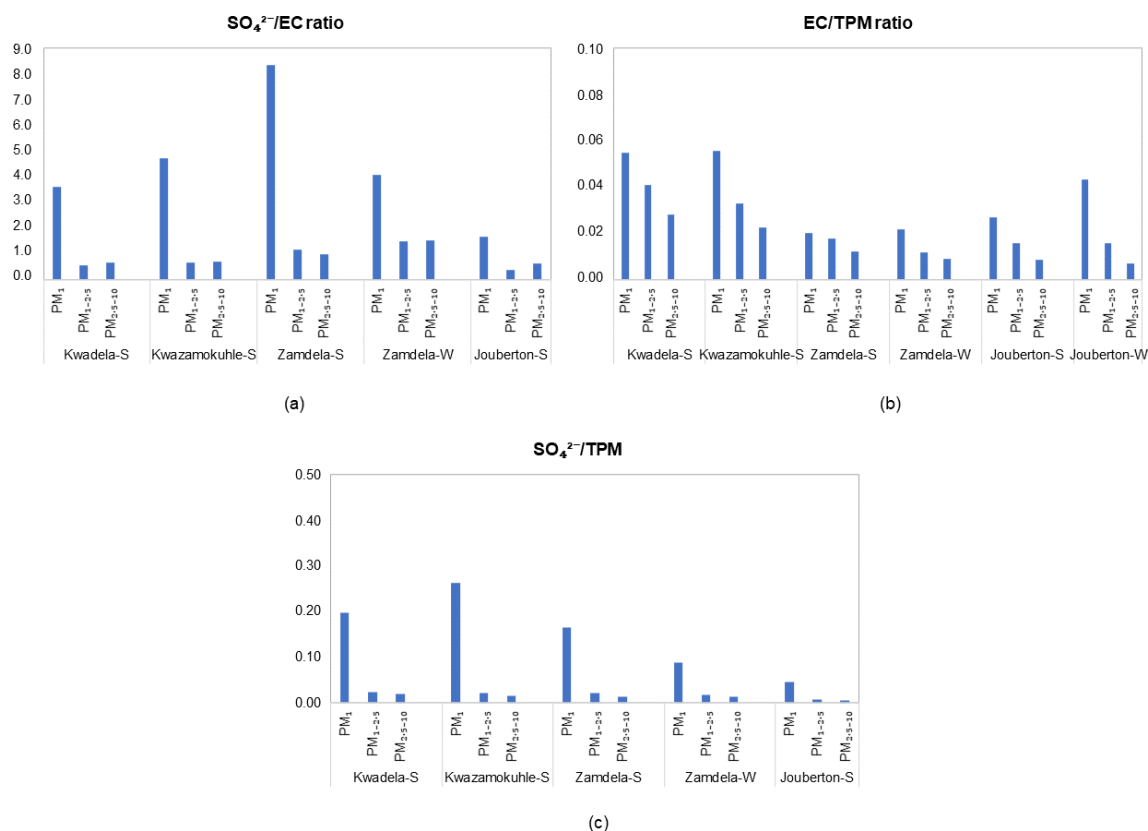 SO₄²⁻/EC ratio
9.0
8.0
7.0
6.0
5.0
4.0
3.0
2.0
1.0
0.0
PM₁
PM₁₋₂.₅
PM₂.₅₋₁₀
PM₁
PM₁₋₂.₅
PM₂.₅₋₁₀
PM₁
PM₁₋₂.₅
PM₂.₅₋₁₀
PM₁
PM₁₋₂.₅
PM₂.₅₋₁₀
PM₁
PM₁₋₂.₅
PM₂.₅₋₁₀
Kwadela-S Kwazamokuhle-S Zamdela-S Zamdela-W Jouberton-S
(a)
EC/TPM ratio
0.10
0.08
0.06
0.04
0.02
0.00
PM₁
PM₁₋₂.₅
PM₂.₅₋₁₀
PM₁
PM₁₋₂.₅
PM₂.₅₋₁₀
PM₁
PM₁₋₂.₅
PM₂.₅₋₁₀
PM₁
PM₁₋₂.₅
PM₂.₅₋₁₀
PM₁
PM₁₋₂.₅
PM₂.₅₋₁₀
PM₁
PM₁₋₂.₅
PM₂.₅₋₁₀
Kwadela-S Kwazamokuhle-S Zamdela-S Zamdela-W Jouberton-S Jouberton-W
(b)
SO₄²⁻/TPM
0.50
0.40
0.30
0.20
0.10
0.00
PM₁
PM₁₋₂.₅
PM₂.₅₋₁₀
PM₁
PM₁₋₂.₅
PM₂.₅₋₁₀
PM₁
PM₁₋₂.₅
PM₂.₅₋₁₀
PM₁
PM₁₋₂.₅
PM₂.₅₋₁₀
PM₁
PM₁₋₂.₅
PM₂.₅₋₁₀
Kwadela-S Kwazamokuhle-S Zamdela-S Zamdela-W Jouberton-S
(c)